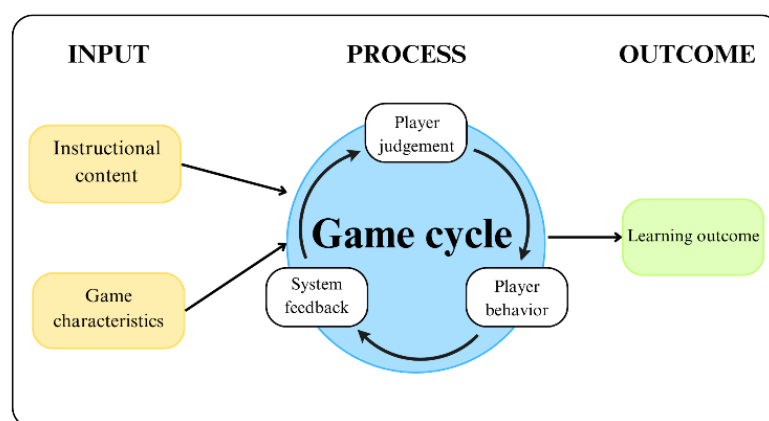 INPUT
PROCESS
OUTCOME
Instructional
content
Game
characteristics
Player
judgement
Game cycle
System
feedback
Player
behavior
Learning outcome